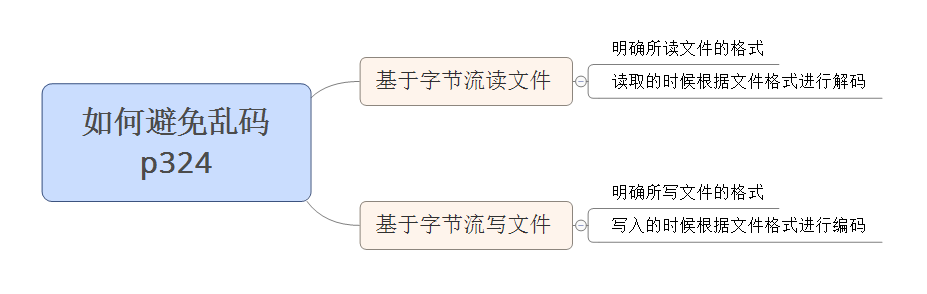 如何避免乱码
p324
基于字节流读文件
明确所读文件的格式
读取的时候根据文件格式进行解码
基于字节流写文件
明确所写文件的格式
写入的时候根据文件格式进行编码